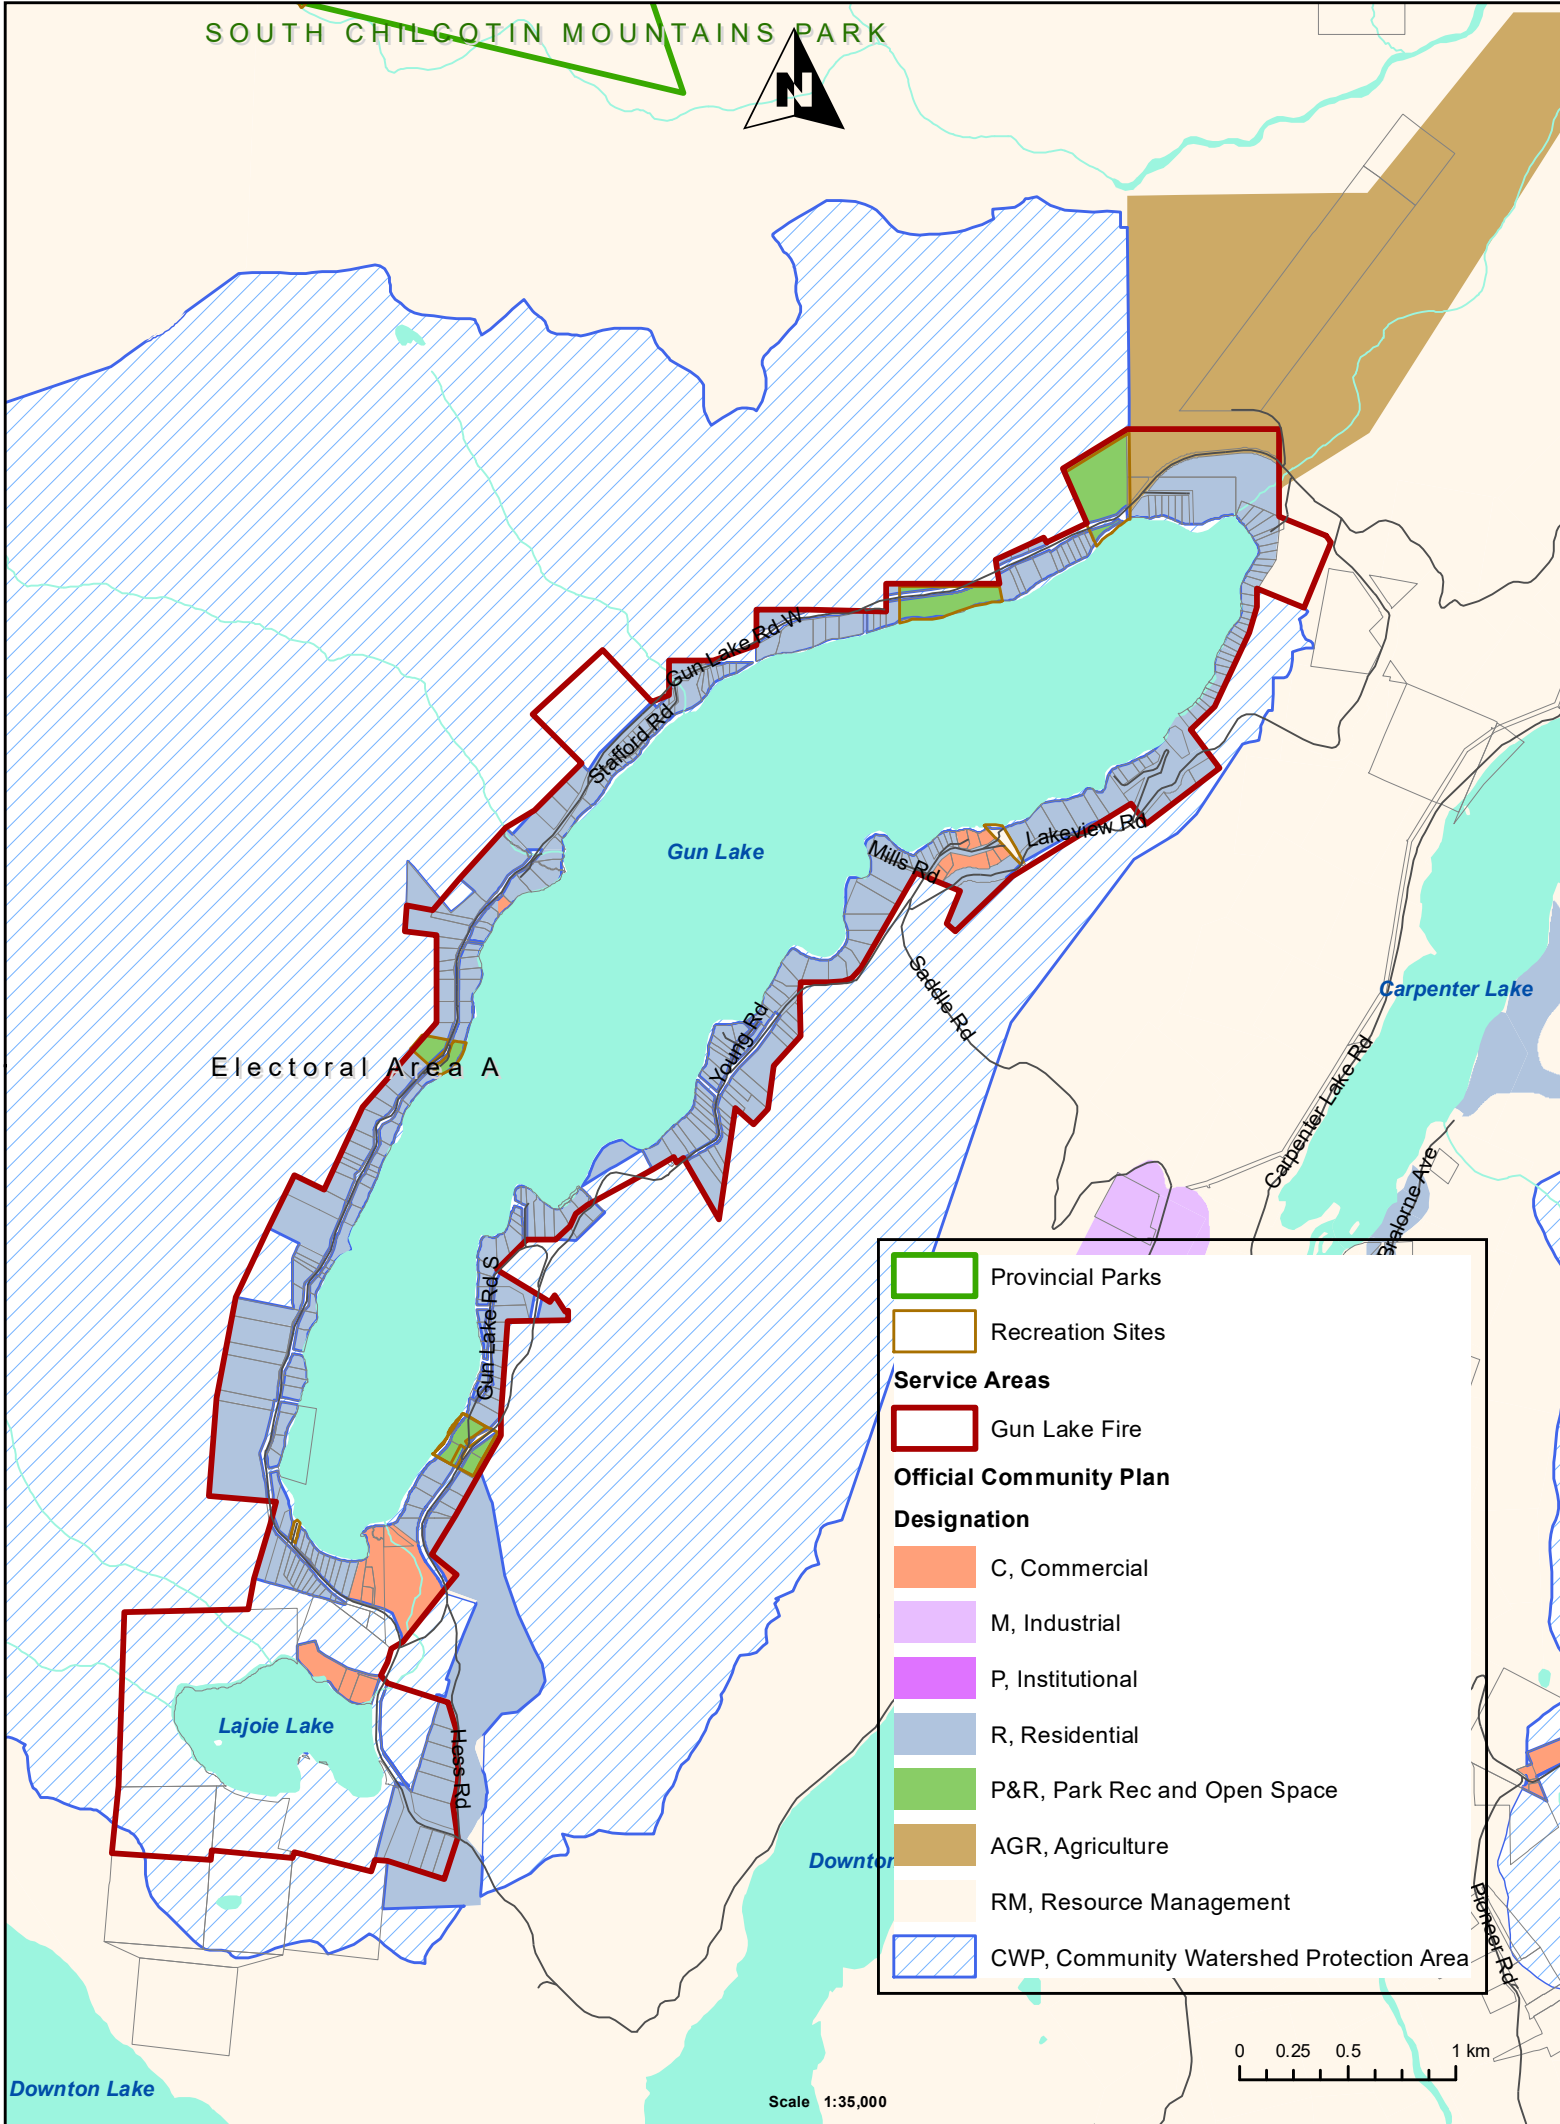 SOUTH CHILCOTIN MOUNTAINS PARK
N
Gun Lake Rd W
Stafford Rd
Gun Lake
Mills Rd
Lakeview Rd
Saddle Rd
Carpenter Lake
Young Rd
Electoral Area A
Carpenter Lake Rd
Bralorne Ave
Gun Lake Rd S
Provincial Parks
Recreation Sites
Service Areas
Gun Lake Fire
Official Community Plan
Designation
C, Commercial
M, Industrial
P, Institutional
R, Residential
P&R, Park Rec and Open Space
AGR, Agriculture
RM, Resource Management
CWP, Community Watershed Protection Area
Lajoie Lake
Hess Rd
Downton
Pioneer Rd
0 0.25 0.5 1 km
Downton Lake
Scale 1:35,000